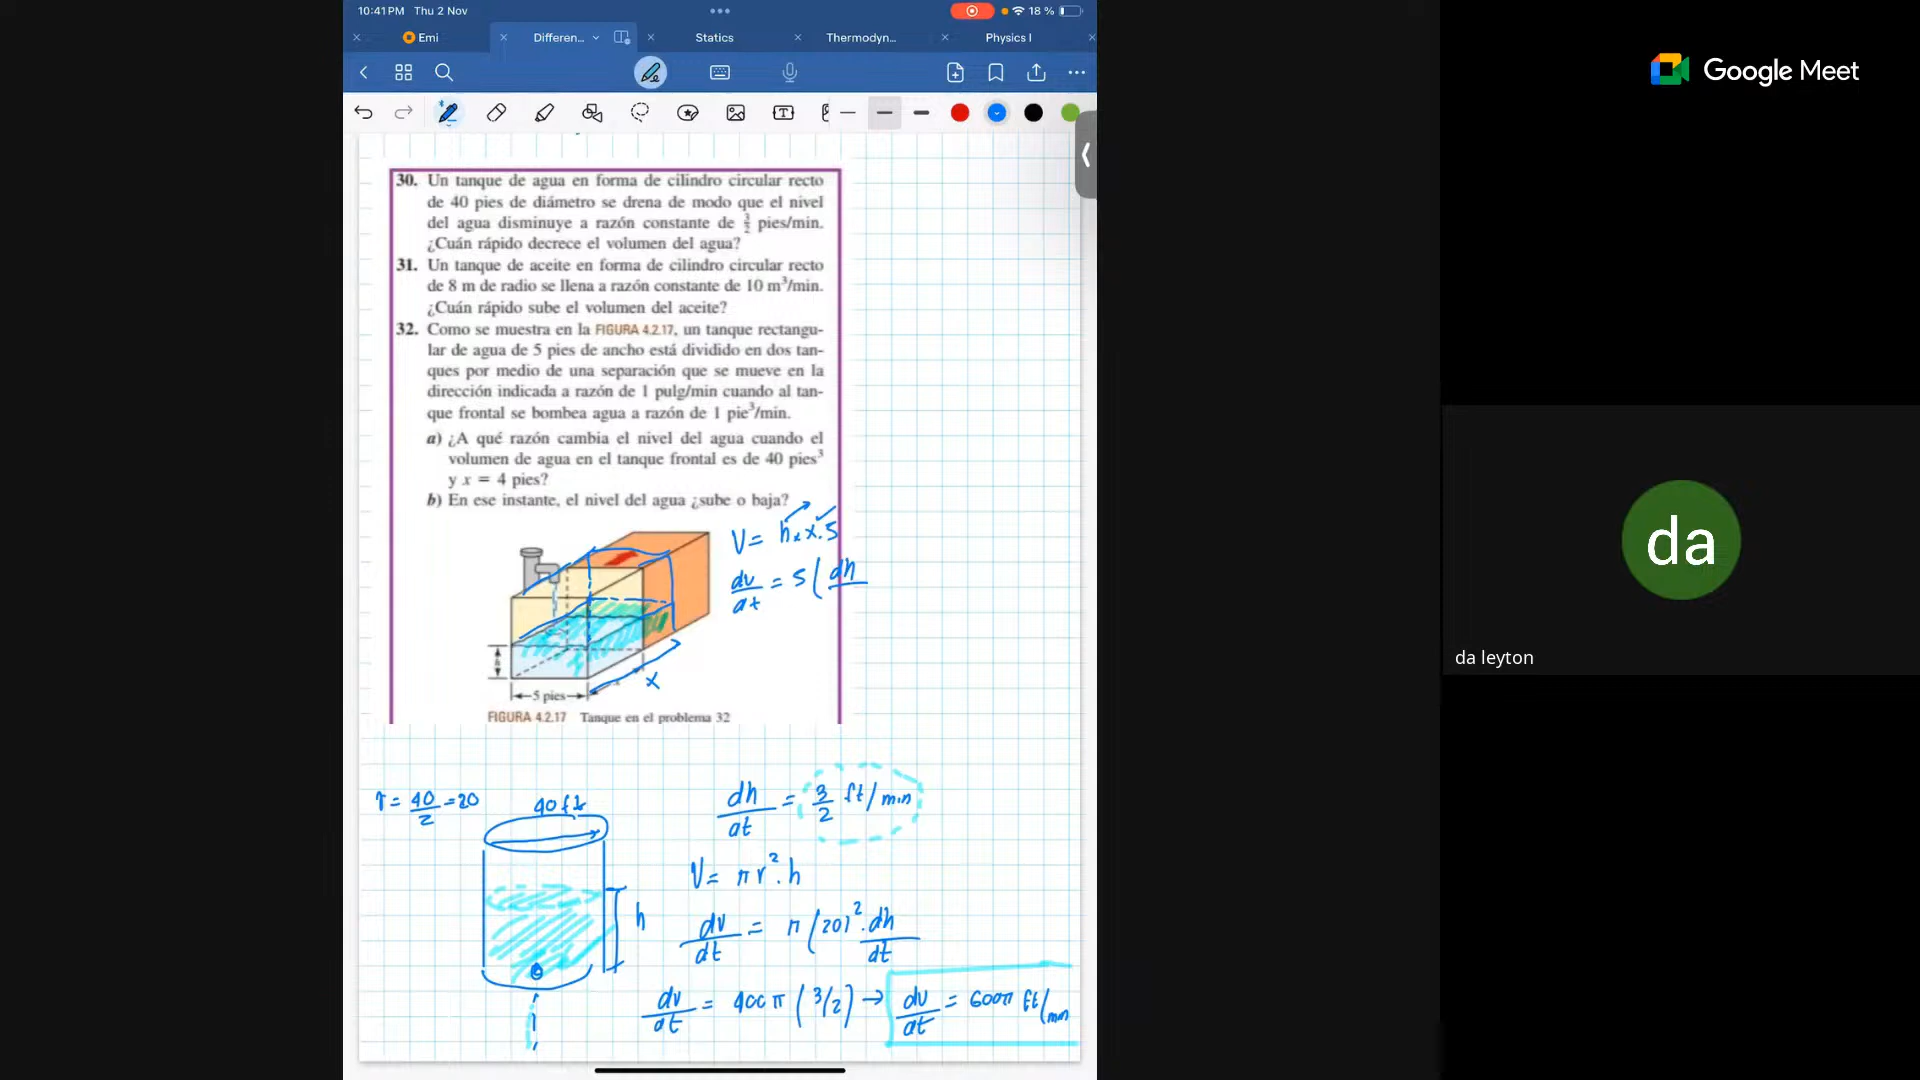 10:41 PM Thu 2 Nov
18 %
Emi
Differen...
Statics
Thermodyn...
Physics I
Google Meet
30. Un tanque de agua en forma de cilindro circular recto
de 40 pies de diámetro se drena de modo que el nivel
del agua disminuye a razón constante de 3/2 pies/min.
¿Cuán rápido decrece el volumen del agua?
31. Un tanque de aceite en forma de cilindro circular recto
de 8 m de radio se llena a razón constante de 10 m³/min.
¿Cuán rápido sube el volumen del aceite?
32. Como se muestra en la FIGURA 4.2.17, un tanque rectangu-
lar de agua de 5 pies de ancho está dividido en dos tan-
ques por medio de una separación que se mueve en la
dirección indicada a razón de 1 pulg/min cuando al tan-
que frontal se bombea agua a razón de 1 pie³/min.
a) ¿A qué razón cambia el nivel del agua cuando el
volumen de agua en el tanque frontal es de 40 pies³
y x = 4 pies?
b) En ese instante, el nivel del agua ¿sube o baja?
V = h x x . 5
dv/dt = 5 ( dh
x
5 pies
FIGURA 4.2.17 Tanque en el problema 32
r = 40/2 = 20
40 ft
h
dh/dt = 3/2 ft/min
V = π r² . h
dv/dt = π (20)² . dh/dt
dv/dt = 400 π (3/2) → dv/dt = 600π ft/min
da
da leyton